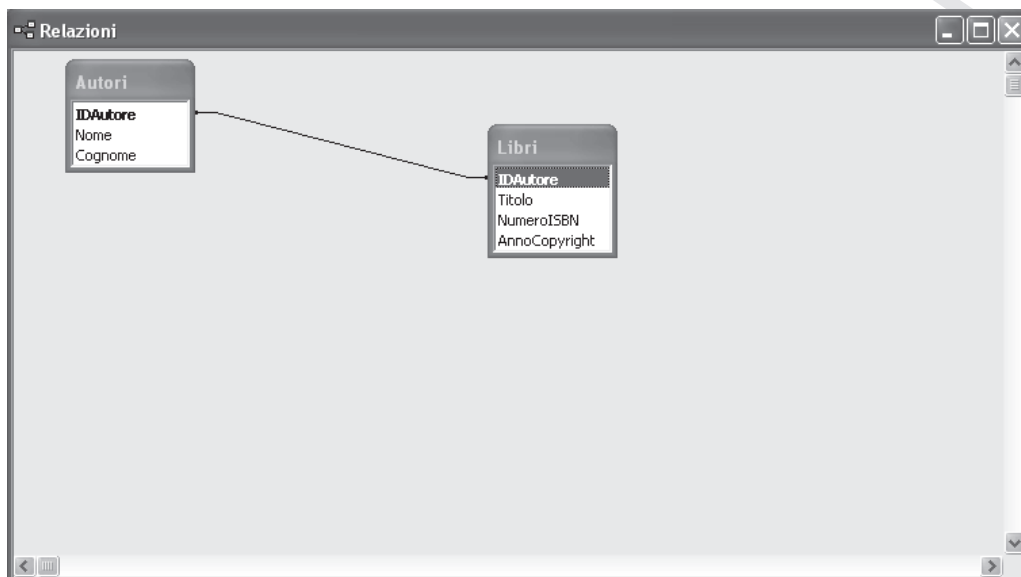 Relazioni
Autori
IDAutore
Nome
Cognome
Libri
IDAutore
Titolo
NumeroISBN
AnnoCopyright